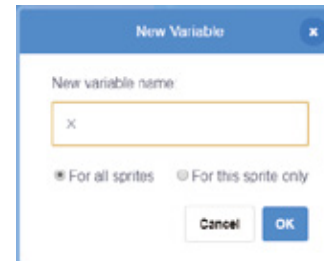 New Variable
New variable name:
x
For all sprites For this sprite only
Cancel OK